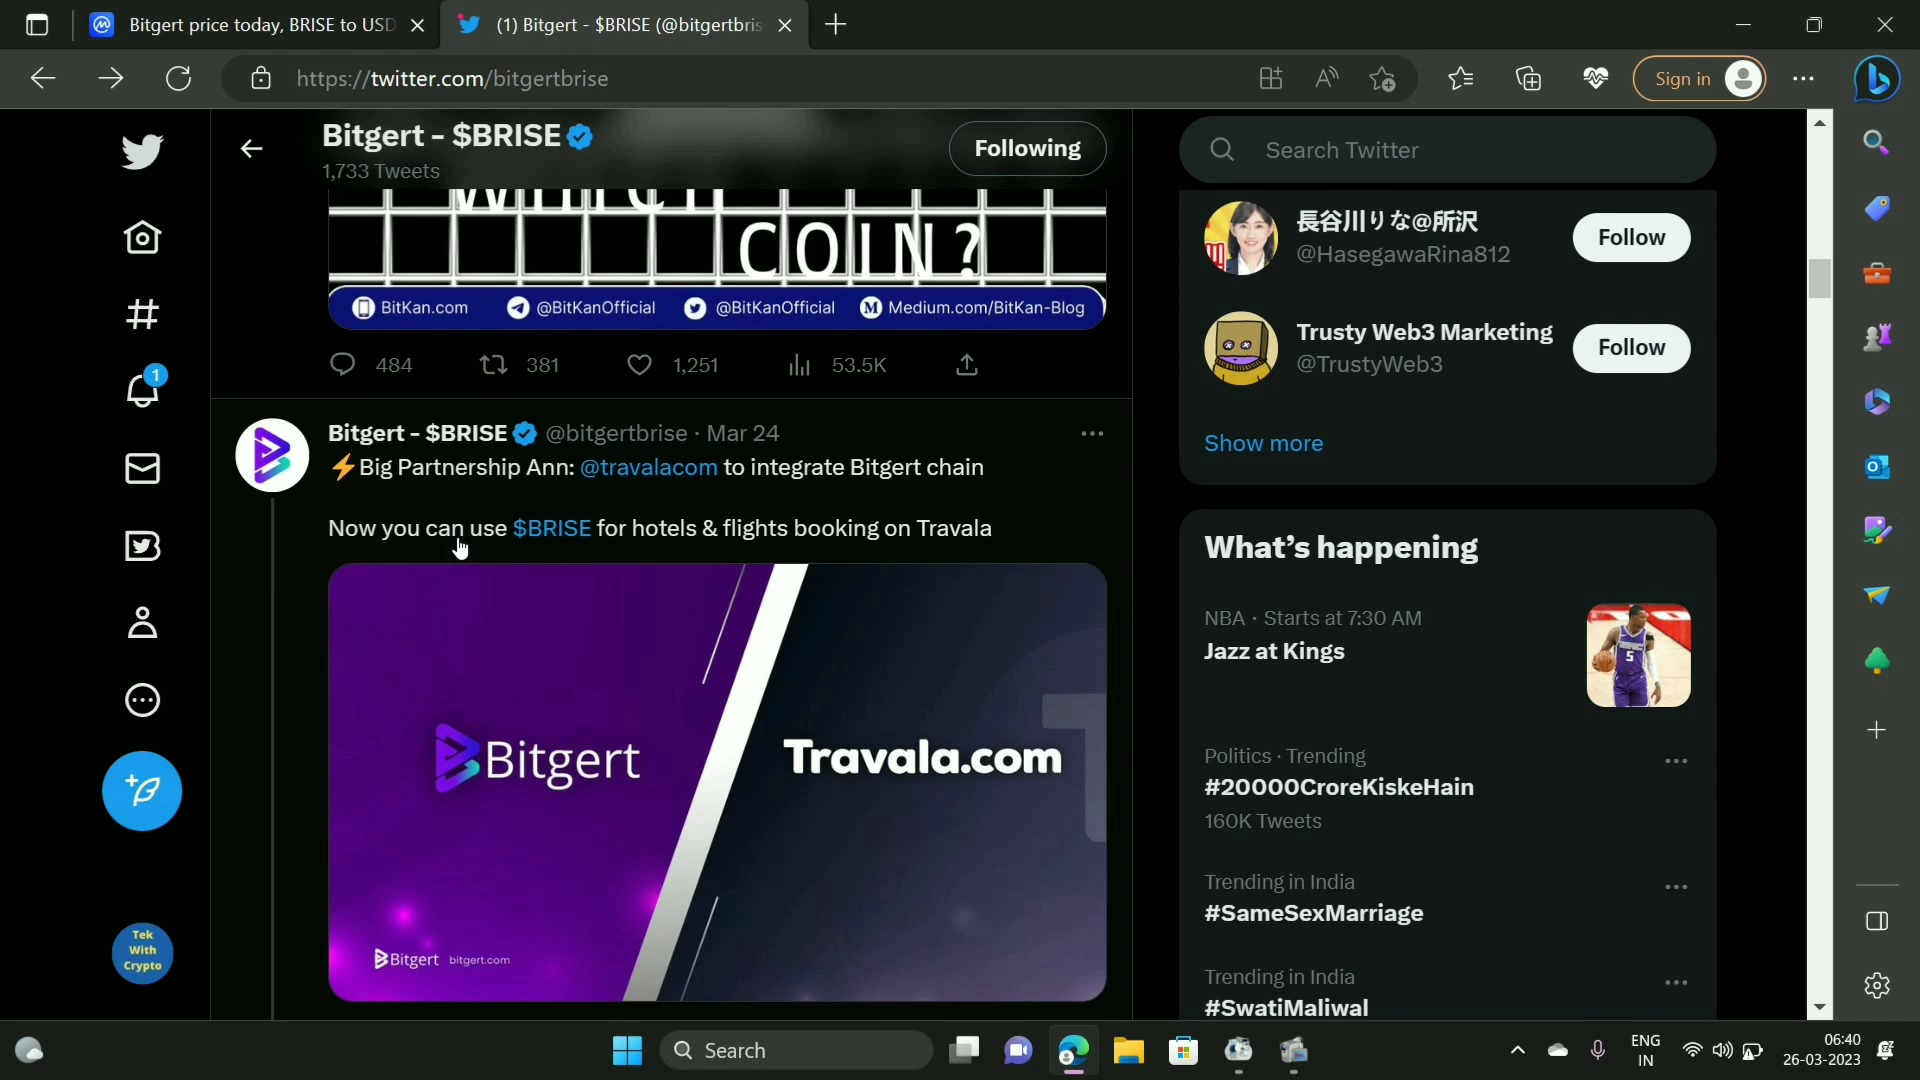 Bitgert price today, BRISE to USD
(1) Bitgert - $BRISE (@bitgertbris
https://twitter.com/bitgertbrise
Sign in
Bitgert - $BRISE
1,733 Tweets
Following
COIN?
BitKan.com
@BitKanOfficial
@BitKanOfficial
Medium.com/BitKan-Blog
484
381
1,251
53.5K
Bitgert - $BRISE @bitgertbrise · Mar 24
⚡Big Partnership Ann: @travalacom to integrate Bitgert chain
Now you can use $BRISE for hotels & flights booking on Travala
Bitgert
Travala.com
Bitgert bitgert.com
1
Tek
With
Crypto
Search Twitter
長谷川りな@所沢
@HasegawaRina812
Follow
Trusty Web3 Marketing
@TrustyWeb3
Follow
Show more
What's happening
NBA · Starts at 7:30 AM
Jazz at Kings
Politics · Trending
#20000CroreKiskeHain
160K Tweets
Trending in India
#SameSexMarriage
Trending in India
#SwatiMaliwal
Search
ENG
IN
06:40
26-03-2023